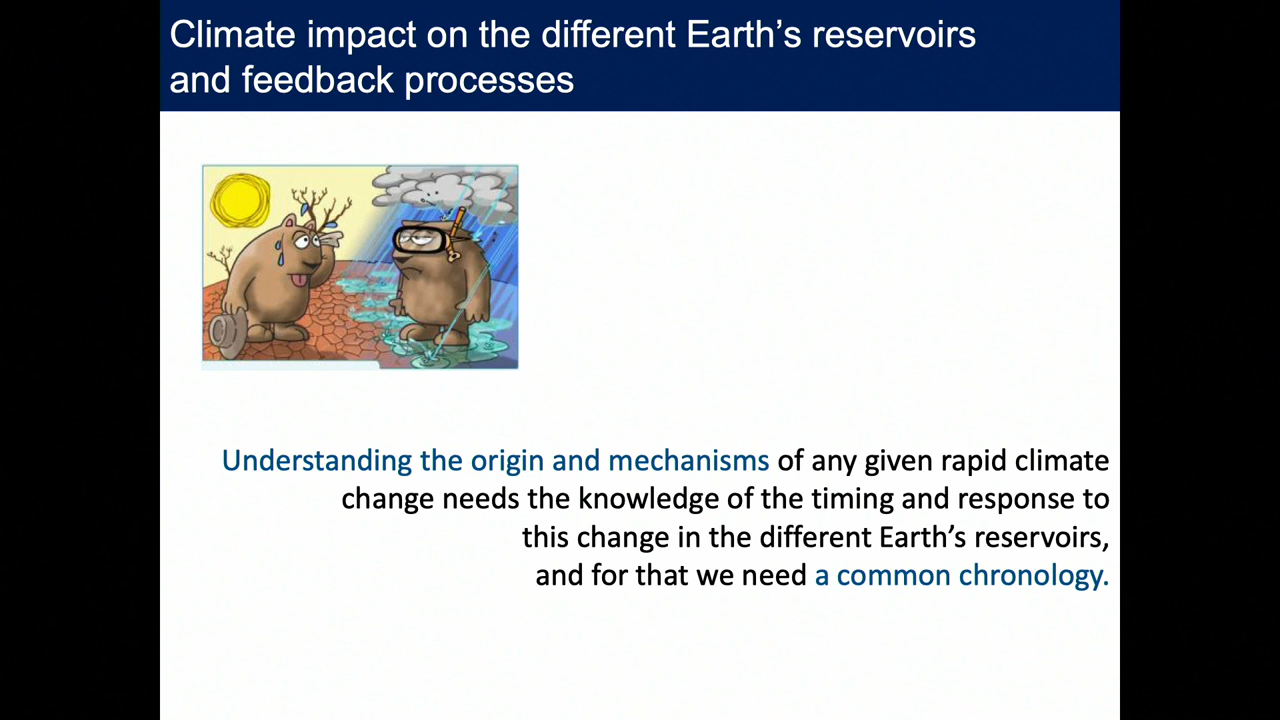 Climate impact on the different Earth’s reservoirs
and feedback processes
Understanding the origin and mechanisms of any given rapid climate
change needs the knowledge of the timing and response to
this change in the different Earth’s reservoirs,
and for that we need a common chronology.